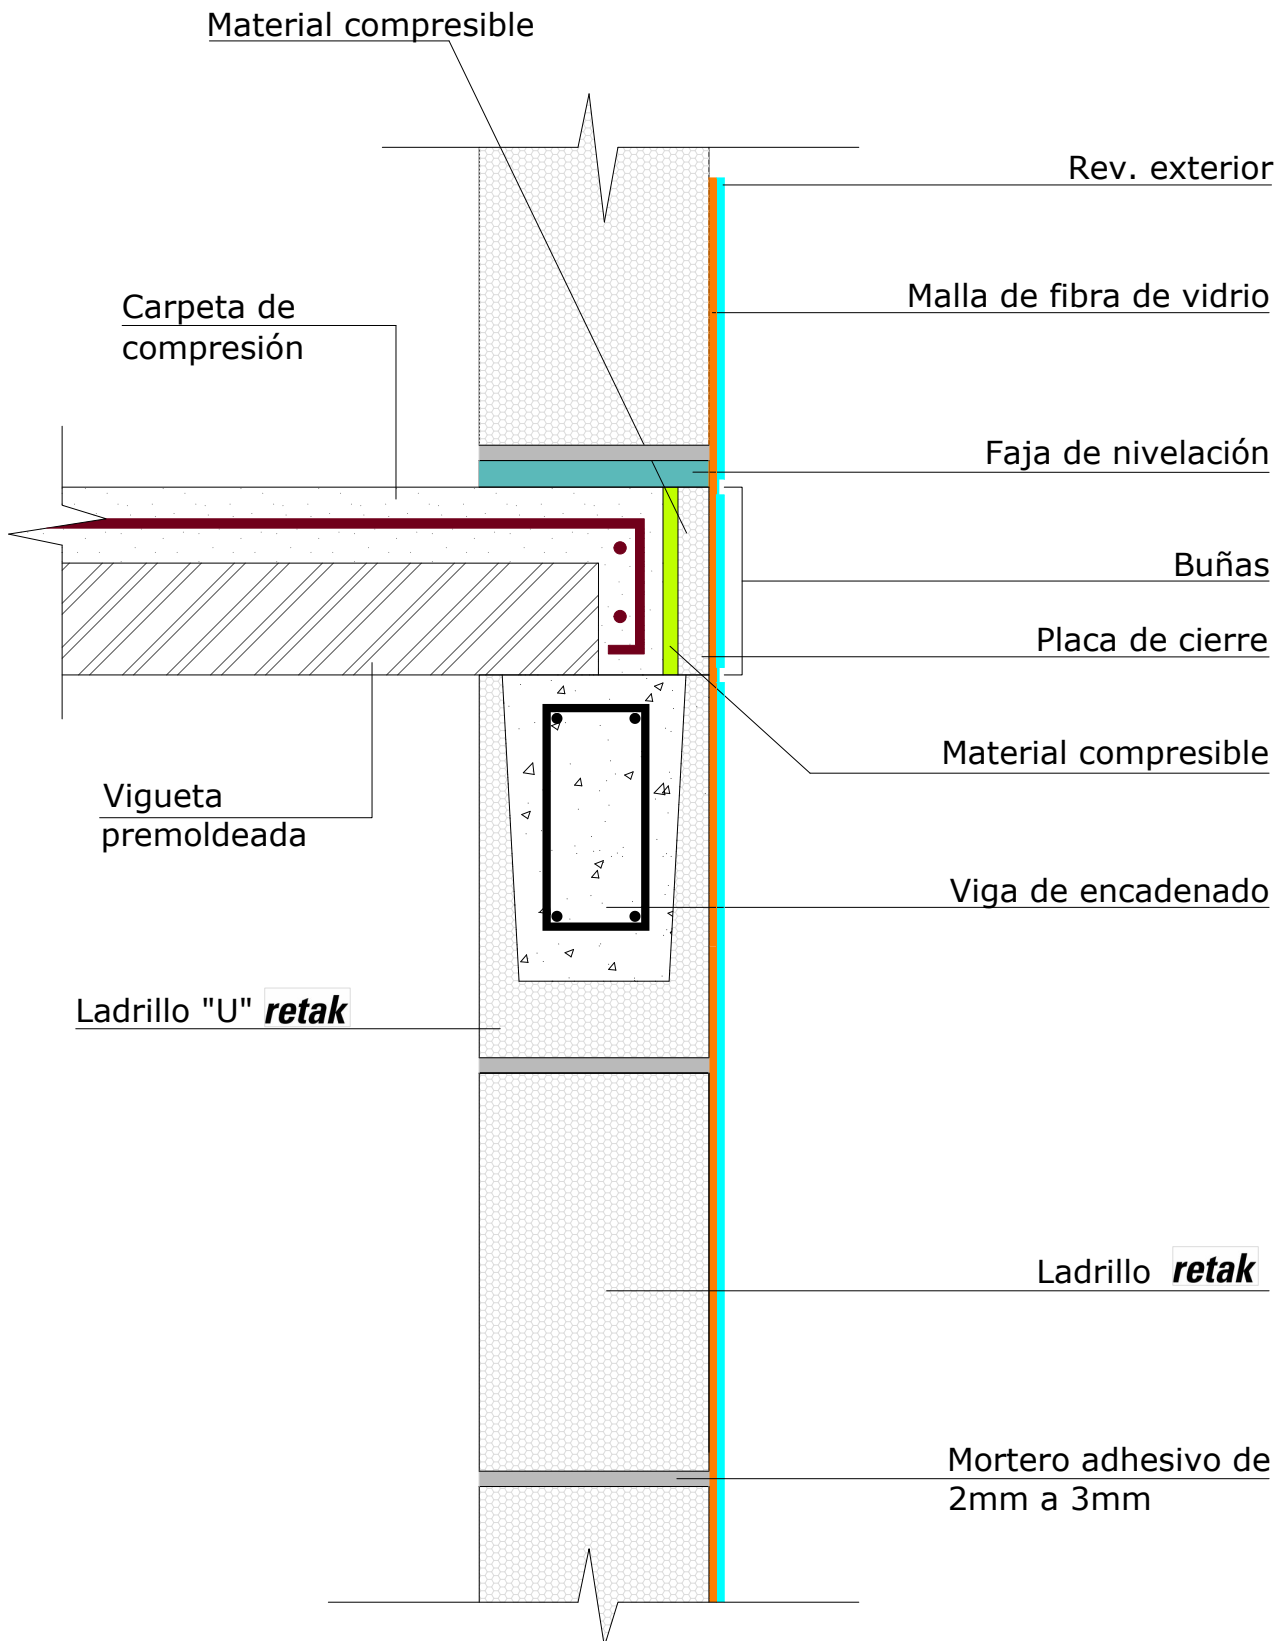 Material compresible
Rev. exterior
Malla de fibra de vidrio
Carpeta de
compresión
Faja de nivelación
Buñas
Placa de cierre
Material compresible
Vigueta
premoldeada
Viga de encadenado
Ladrillo "U" retak
Ladrillo retak
Mortero adhesivo de
2mm a 3mm